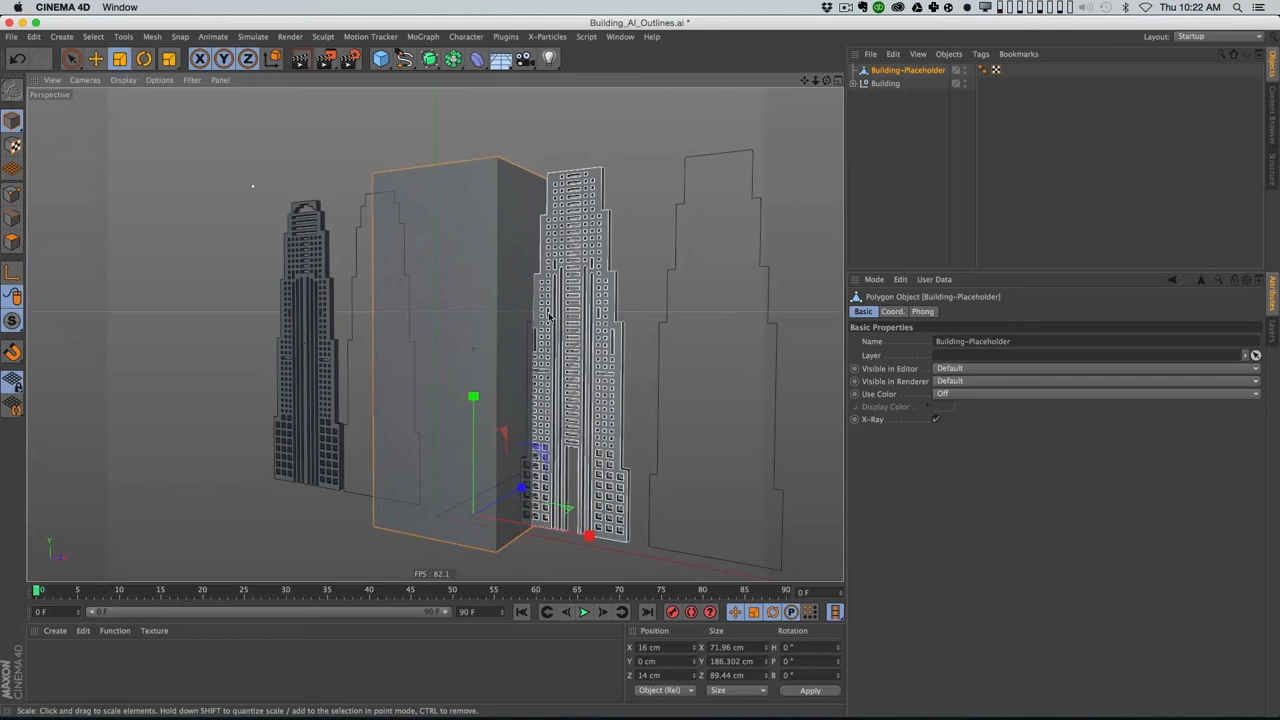 CINEMA 4D Window
Thu 10:22 AM
Building_AI_Outlines.ai *
File Edit Create Select Tools Mesh Snap Animate Simulate Render Sculpt Motion Tracker MoGraph Character Plugins X-Particles Script Window Help
Layout: Startup
View Cameras Display Options Filter Panel
Perspective
File Edit View Objects Tags Bookmarks
Building-Placeholder
Building
Objects
Content Browser
Structure
Mode Edit User Data
Polygon Object [Building-Placeholder]
Basic Coord. Phong
Basic Properties
Name Building-Placeholder
Layer
Visible in Editor Default
Visible in Renderer Default
Use Color Off
Display Color
X-Ray
Attributes
Layers
X Y Z
Y
FPS : 82.1
0 5 10 15 20 25 30 35 40 45 50 55 60 65 70 75 80 85 90 0 F
0 F 0 F 90 F 90 F
Create Edit Function Texture
Position Size Rotation
X 16 cm X 71.96 cm H 0 °
Y 0 cm Y 186.302 cm P 0 °
Z 14 cm Z 89.44 cm B 0 °
Object (Rel) Size Apply
MAXON CINEMA 4D
Scale: Click and drag to scale elements. Hold down SHIFT to quantize scale / add to the selection in point mode, CTRL to remove.